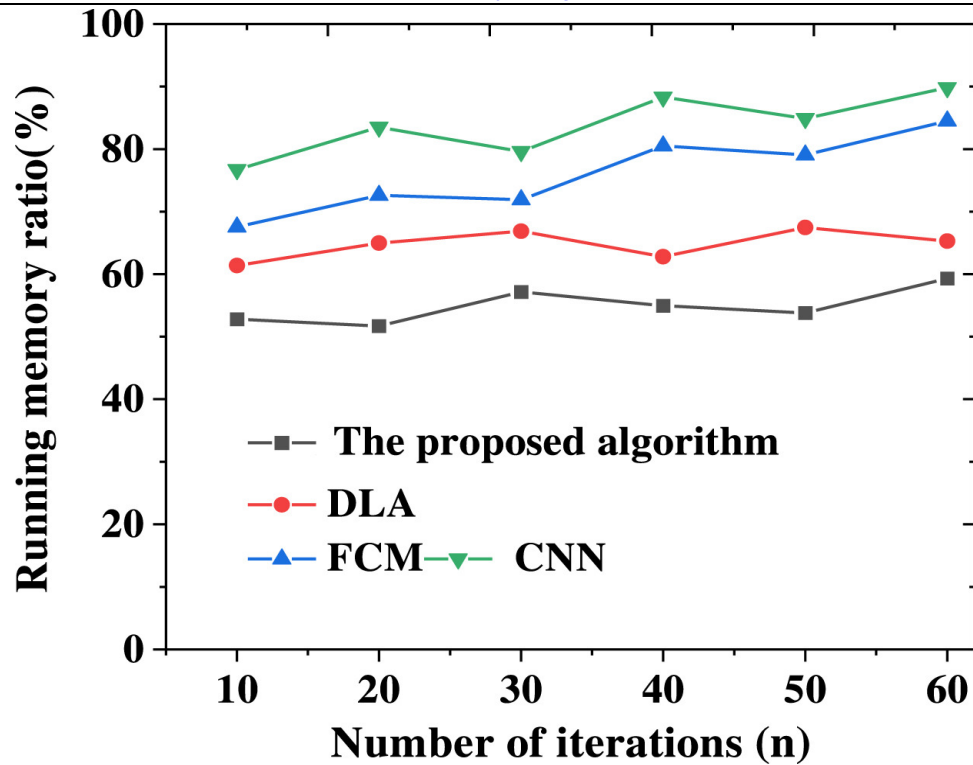 100
80
60
40
20
0
Running memory ratio(%)
The proposed algorithm
DLA
FCM CNN
10 20 30 40 50 60
Number of iterations (n)